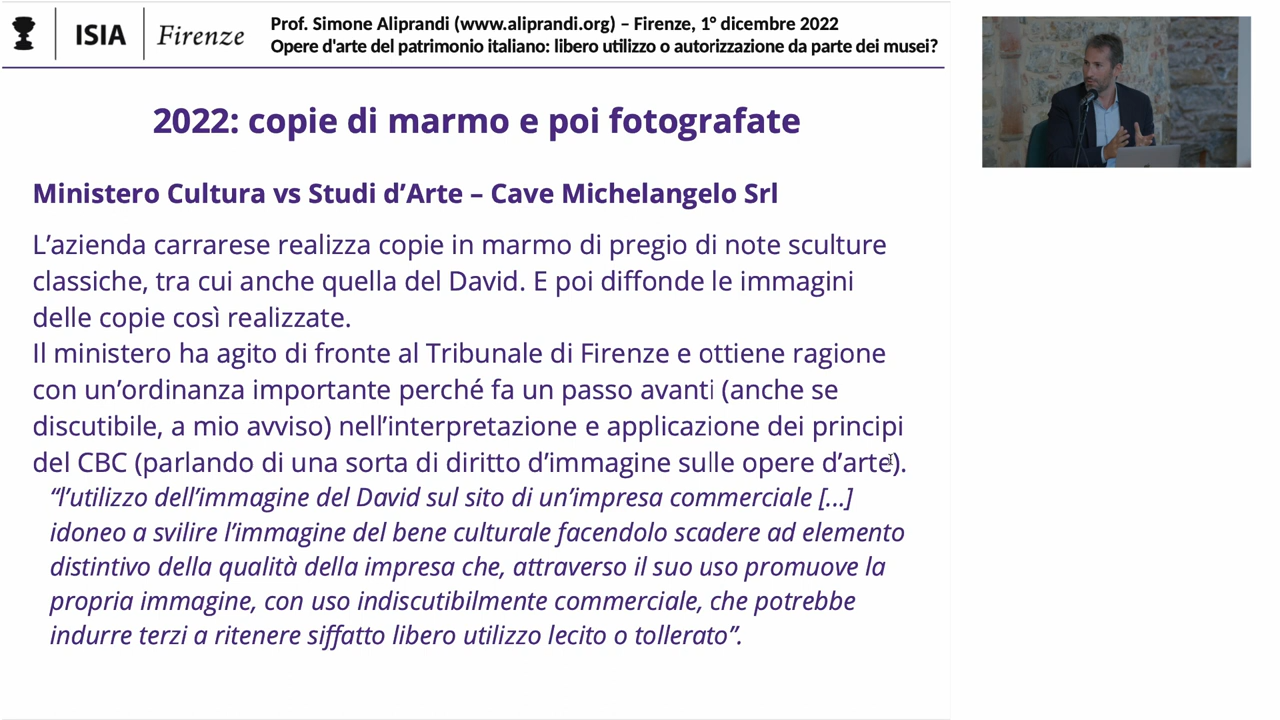 ISIA Firenze
Prof. Simone Aliprandi (www.aliprandi.org) – Firenze, 1° dicembre 2022
Opere d'arte del patrimonio italiano: libero utilizzo o autorizzazione da parte dei musei?
2022: copie di marmo e poi fotografate
Ministero Cultura vs Studi d’Arte – Cave Michelangelo Srl
L’azienda carrarese realizza copie in marmo di pregio di note sculture
classiche, tra cui anche quella del David. E poi diffonde le immagini
delle copie così realizzate.
Il ministero ha agito di fronte al Tribunale di Firenze e ottiene ragione
con un’ordinanza importante perché fa un passo avanti (anche se
discutibile, a mio avviso) nell’interpretazione e applicazione dei principi
del CBC (parlando di una sorta di diritto d’immagine sulle opere d’arte).
“l’utilizzo dell’immagine del David sul sito di un’impresa commerciale [...]
idoneo a svilire l’immagine del bene culturale facendolo scadere ad elemento
distintivo della qualità della impresa che, attraverso il suo uso promuove la
propria immagine, con uso indiscutibilmente commerciale, che potrebbe
indurre terzi a ritenere siffatto libero utilizzo lecito o tollerato”.